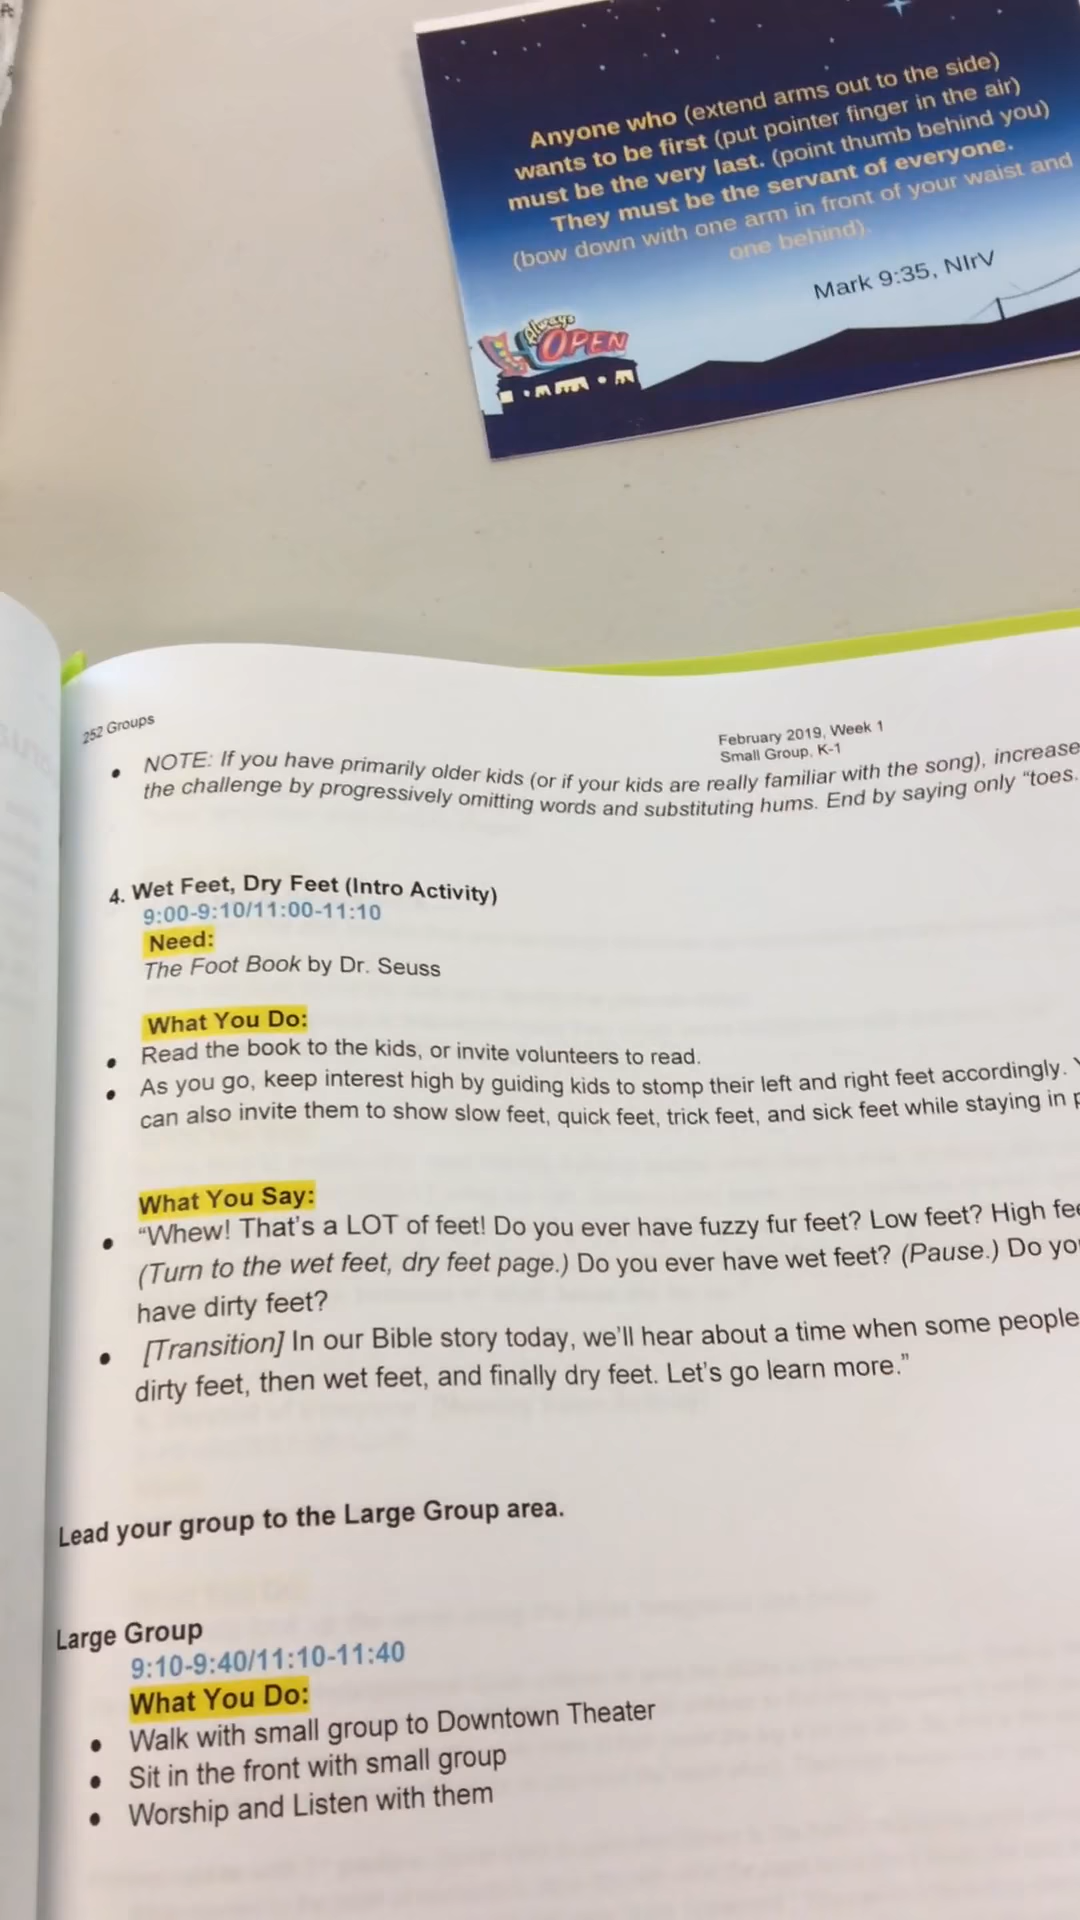 Anyone who (extend arms out to the side)
wants to be first (put pointer finger in the air)
must be the very last. (point thumb behind you)
They must be the servant of everyone.
(bow down with one arm in front of your waist and
one behind).
Mark 9:35, NIrV
Always
OPEN
252 Groups
February 2019, Week 1
Small Group, K-1
• NOTE: If you have primarily older kids (or if your kids are really familiar with the song), increase
the challenge by progressively omitting words and substituting hums. End by saying only “toes.
4. Wet Feet, Dry Feet (Intro Activity)
9:00-9:10/11:00-11:10
Need:
The Foot Book by Dr. Seuss
What You Do:
• Read the book to the kids, or invite volunteers to read.
• As you go, keep interest high by guiding kids to stomp their left and right feet accordingly.
can also invite them to show slow feet, quick feet, trick feet, and sick feet while staying in
What You Say:
• “Whew! That’s a LOT of feet! Do you ever have fuzzy fur feet? Low feet? High
(Turn to the wet feet, dry feet page.) Do you ever have wet feet? (Pause.) Do
have dirty feet?
• [Transition] In our Bible story today, we’ll hear about a time when some people
dirty feet, then wet feet, and finally dry feet. Let’s go learn more.”
Lead your group to the Large Group area.
Large Group
9:10-9:40/11:10-11:40
What You Do:
• Walk with small group to Downtown Theater
• Sit in the front with small group
• Worship and Listen with them